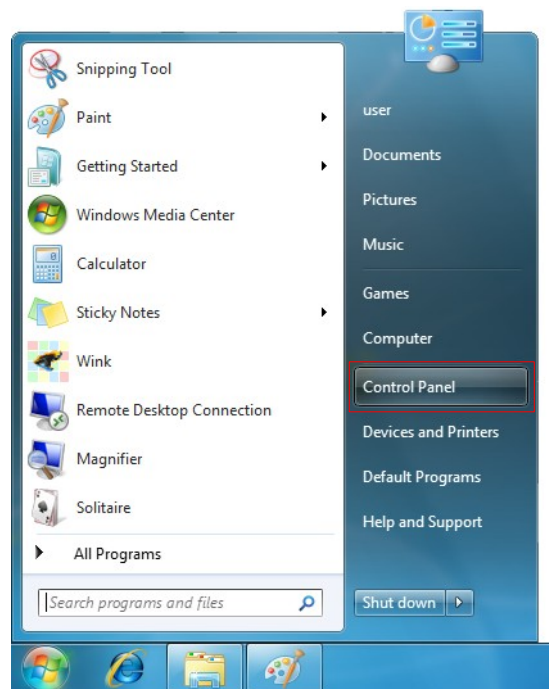 Snipping Tool
Paint
Getting Started
Windows Media Center
Calculator
Sticky Notes
Wink
Remote Desktop Connection
Magnifier
Solitaire
All Programs
Search programs and files
user
Documents
Pictures
Music
Games
Computer
Control Panel
Devices and Printers
Default Programs
Help and Support
Shut down